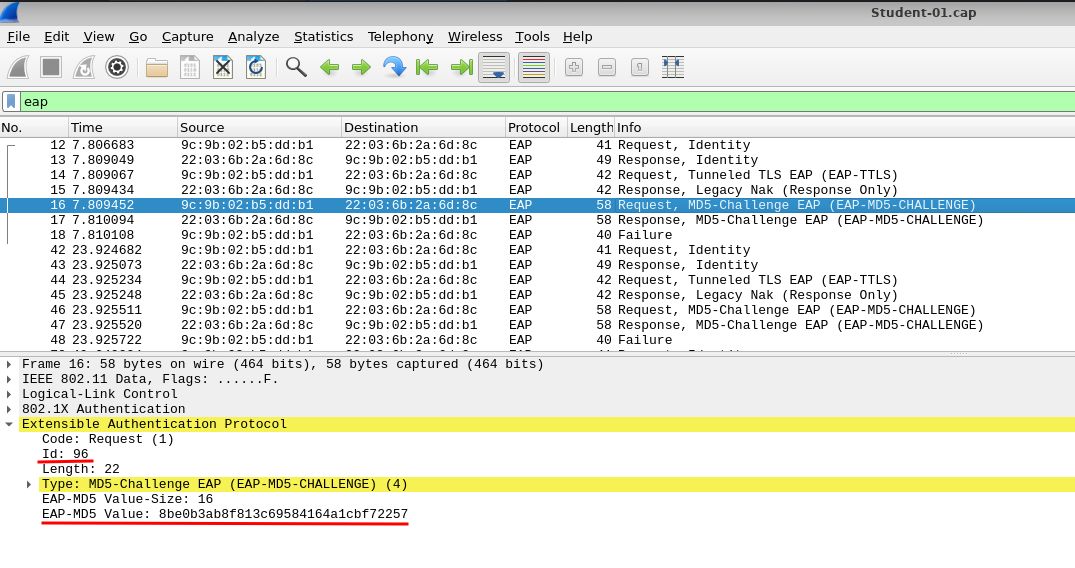 Student-01.cap
File Edit View Go Capture Analyze Statistics Telephony Wireless Tools Help
eap
No. Time Source Destination Protocol Length Info
12 7.806683 9c:9b:02:b5:dd:b1 22:03:6b:2a:6d:8c EAP 41 Request, Identity
13 7.809049 22:03:6b:2a:6d:8c 9c:9b:02:b5:dd:b1 EAP 49 Response, Identity
14 7.809067 9c:9b:02:b5:dd:b1 22:03:6b:2a:6d:8c EAP 42 Request, Tunneled TLS EAP (EAP-TTLS)
15 7.809434 22:03:6b:2a:6d:8c 9c:9b:02:b5:dd:b1 EAP 42 Response, Legacy Nak (Response Only)
16 7.809452 9c:9b:02:b5:dd:b1 22:03:6b:2a:6d:8c EAP 58 Request, MD5-Challenge EAP (EAP-MD5-CHALLENGE)
17 7.810094 22:03:6b:2a:6d:8c 9c:9b:02:b5:dd:b1 EAP 58 Response, MD5-Challenge EAP (EAP-MD5-CHALLENGE)
18 7.810108 9c:9b:02:b5:dd:b1 22:03:6b:2a:6d:8c EAP 40 Failure
42 23.924682 9c:9b:02:b5:dd:b1 22:03:6b:2a:6d:8c EAP 41 Request, Identity
43 23.925073 22:03:6b:2a:6d:8c 9c:9b:02:b5:dd:b1 EAP 49 Response, Identity
44 23.925234 9c:9b:02:b5:dd:b1 22:03:6b:2a:6d:8c EAP 42 Request, Tunneled TLS EAP (EAP-TTLS)
45 23.925248 22:03:6b:2a:6d:8c 9c:9b:02:b5:dd:b1 EAP 42 Response, Legacy Nak (Response Only)
46 23.925511 9c:9b:02:b5:dd:b1 22:03:6b:2a:6d:8c EAP 58 Request, MD5-Challenge EAP (EAP-MD5-CHALLENGE)
47 23.925520 22:03:6b:2a:6d:8c 9c:9b:02:b5:dd:b1 EAP 58 Response, MD5-Challenge EAP (EAP-MD5-CHALLENGE)
48 23.925722 9c:9b:02:b5:dd:b1 22:03:6b:2a:6d:8c EAP 40 Failure
Frame 16: 58 bytes on wire (464 bits), 58 bytes captured (464 bits)
IEEE 802.11 Data, Flags: ......F.
Logical-Link Control
802.1X Authentication
Extensible Authentication Protocol
Code: Request (1)
Id: 96
Length: 22
Type: MD5-Challenge EAP (EAP-MD5-CHALLENGE) (4)
EAP-MD5 Value-Size: 16
EAP-MD5 Value: 8be0b3ab8f813c69584164a1cbf72257